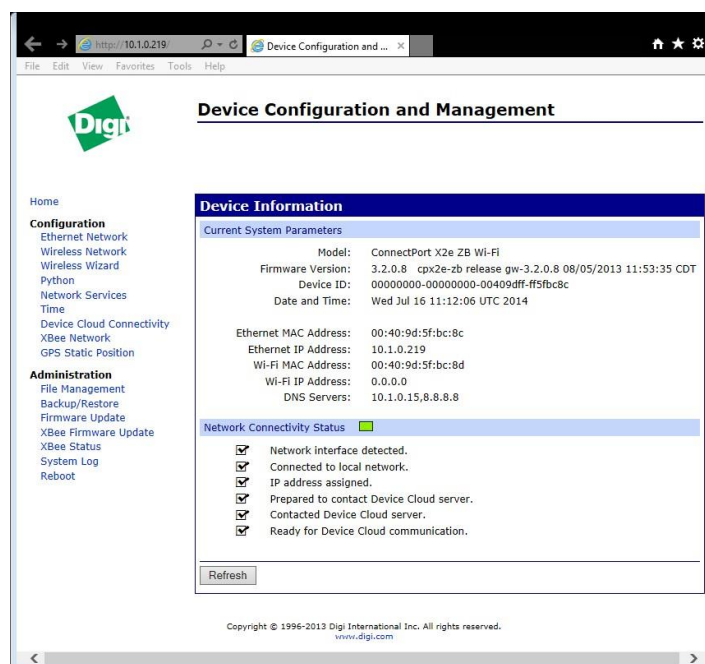 http://10.1.0.219/
Device Configuration and ...
File Edit View Favorites Tools Help
Digi
Device Configuration and Management
Home
Configuration
Ethernet Network
Wireless Network
Wireless Wizard
Python
Network Services
Time
Device Cloud Connectivity
XBee Network
GPS Static Position
Administration
File Management
Backup/Restore
Firmware Update
XBee Firmware Update
XBee Status
System Log
Reboot
Device Information
Current System Parameters
Model: ConnectPort X2e ZB Wi-Fi
Firmware Version: 3.2.0.8 cpx2e-zb release gw-3.2.0.8 08/05/2013 11:53:35 CDT
Device ID: 00000000-00000000-00409dff-ff5fbc8c
Date and Time: Wed Jul 16 11:12:06 UTC 2014
Ethernet MAC Address: 00:40:9d:5f:bc:8c
Ethernet IP Address: 10.1.0.219
Wi-Fi MAC Address: 00:40:9d:5f:bc:8d
Wi-Fi IP Address: 0.0.0.0
DNS Servers: 10.1.0.15,8.8.8.8
Network Connectivity Status
Network interface detected.
Connected to local network.
IP address assigned.
Prepared to contact Device Cloud server.
Contacted Device Cloud server.
Ready for Device Cloud communication.
Refresh
Copyright © 1996-2013 Digi International Inc. All rights reserved.
www.digi.com